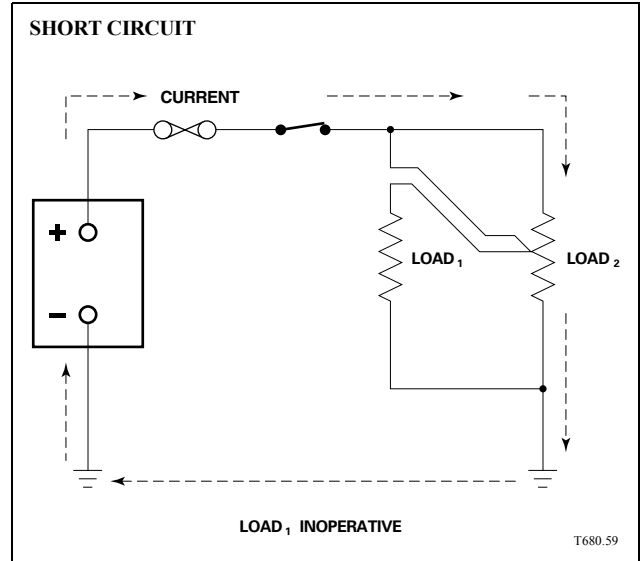 SHORT CIRCUIT
CURRENT
+
−
LOAD 1
LOAD 2
LOAD 1 INOPERATIVE
T680.59